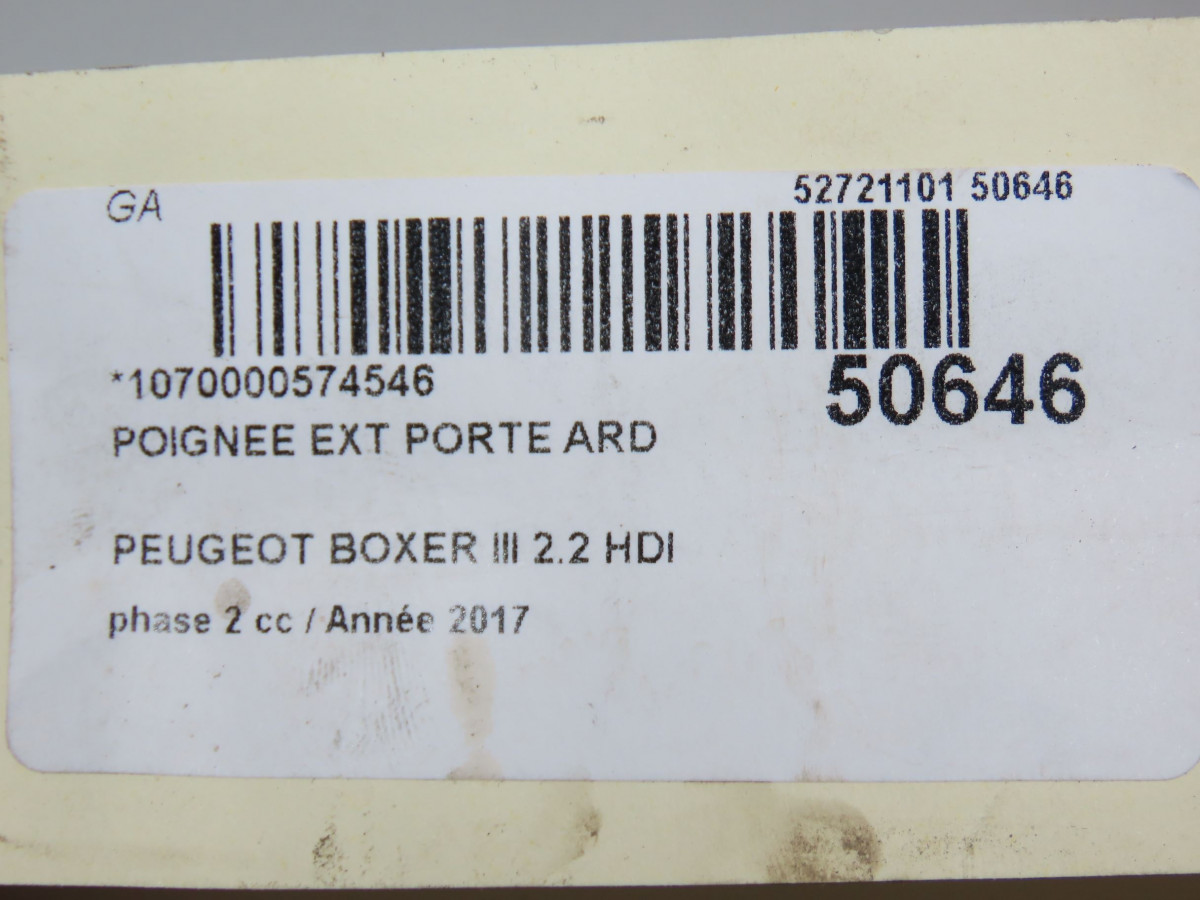 GA
52721101 50646
*1070000574546
50646
POIGNEE EXT PORTE ARD
PEUGEOT BOXER III 2.2 HDI
phase 2 cc / Année 2017